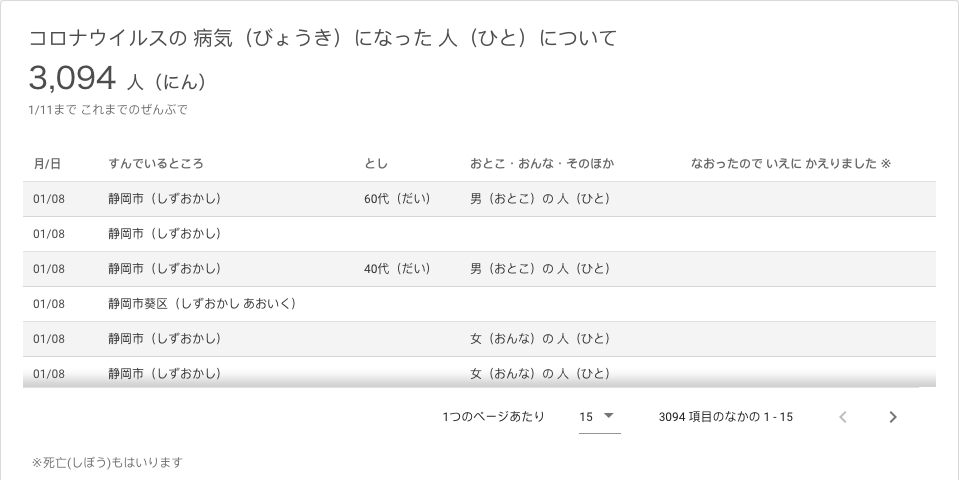 コロナウイルスの 病気（びょうき）になった 人（ひと）について
3,094 人（にん）
1/11まで これまでのぜんぶで
月/日 すんでいるところ とし おとこ・おんな・そのほか なおったので いえに かえりました ※
01/08 静岡市（しずおかし） 60代（だい） 男（おとこ）の 人（ひと）
01/08 静岡市（しずおかし）
01/08 静岡市（しずおかし） 40代（だい） 男（おとこ）の 人（ひと）
01/08 静岡市葵区（しずおかし あおいく）
01/08 静岡市（しずおかし） 女（おんな）の 人（ひと）
01/08 静岡市（しずおかし） 女（おんな）の 人（ひと）
1つのページあたり 15 3094 項目のなかの 1 - 15
※死亡(しぼう)もはいります